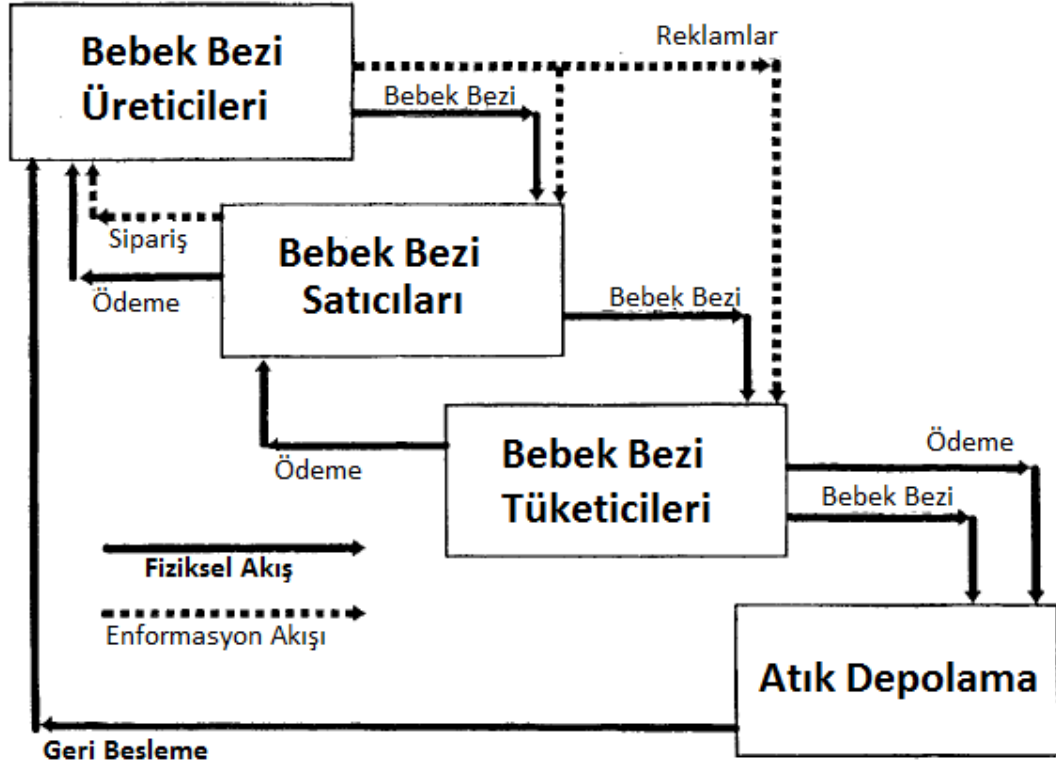 Bebek Bezi
Üreticileri
Reklamlar
Bebek Bezi
Sipariş
Ödeme
Bebek Bezi
Satıcıları
Bebek Bezi
Ödeme
Bebek Bezi
Tüketicileri
Ödeme
Bebek Bezi
Fiziksel Akış
Enformasyon Akışı
Atık Depolama
Geri Besleme